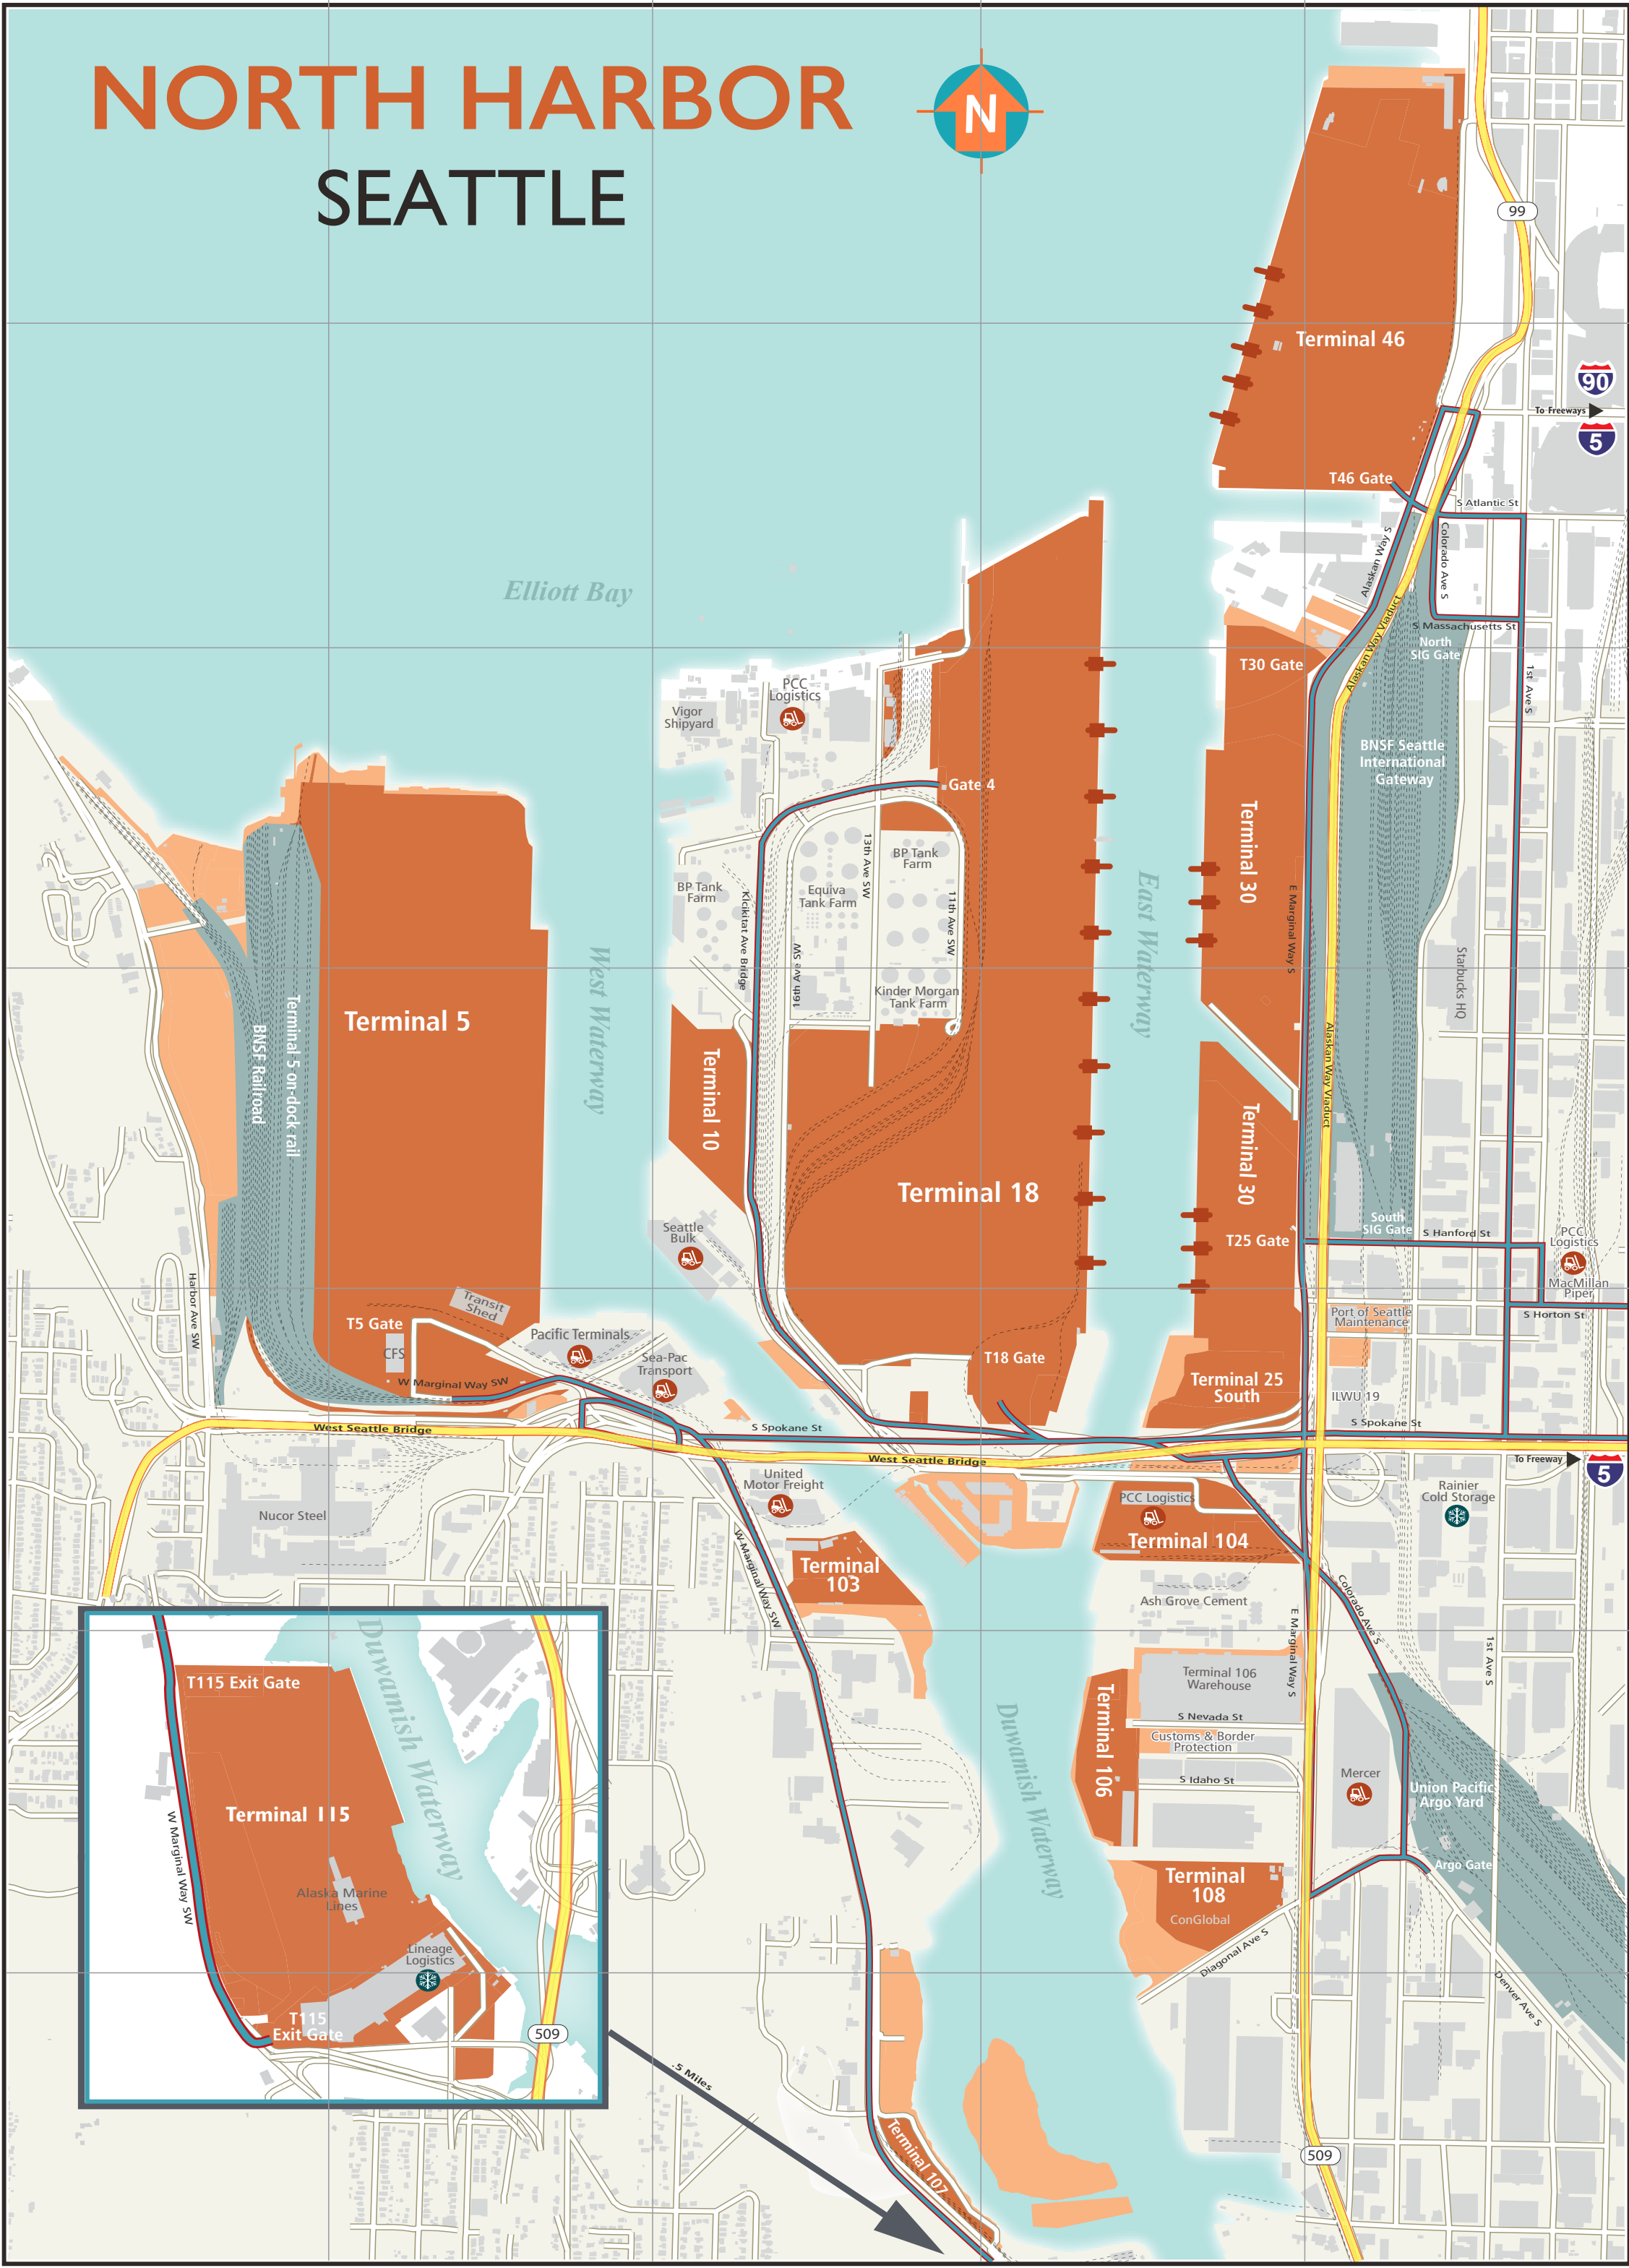 NORTH HARBOR
SEATTLE
N
99
Terminal 46
90
To Freeways
5
T46 Gate
S Atlantic St
Alaskan Way S
Colorado Ave S
Elliott Bay
Alaskan Way Viaduct
S Massachusetts St
North
SIG Gate
T30 Gate
1st Ave S
PCC
Logistics
Vigor
Shipyard
BNSF Seattle
International
Gateway
Gate 4
Terminal 30
13th Ave SW
BP Tank
Farm
BP Tank
Farm
Equiva
Tank Farm
Klcikitat Ave Bridge
11th Ave SW
16th Ave SW
East Waterway
E Marginal Way S
West Waterway
Starbucks HQ
Kinder Morgan
Tank Farm
Terminal 5
Terminal 5 on-dock rail
BNSF Railroad
Alaskan Way Viaduct
Terminal 10
Terminal 30
Terminal 18
Seattle
Bulk
South
SIG Gate
T25 Gate
S Hanford St
PCC
Logistics
MacMillan
Piper
Harbor Ave SW
Transit
Shed
Port of Seattle
Maintenance
S Horton St
T5 Gate
Pacific Terminals
CFS
Sea-Pac
Transport
T18 Gate
W Marginal Way SW
Terminal 25
South
ILWU 19
West Seattle Bridge
S Spokane St
S Spokane St
West Seattle Bridge
To Freeway
5
United
Motor Freight
Rainier
Cold Storage
PCC Logistics
Nucor Steel
Terminal 104
W Marginal Way SW
Terminal
103
Colorado Ave S
Ash Grove Cement
E Marginal Way S
1st Ave S
Duwamish Waterway
T115 Exit Gate
Terminal 106
Warehouse
Terminal 106
S Nevada St
Customs & Border
Protection
Duwamish Waterway
S Idaho St
Mercer
Union Pacific
Argo Yard
Terminal 115
W Marginal Way SW
Argo Gate
Terminal
108
ConGlobal
Alaska Marine
Lines
Diagonal Ave S
Lineage
Logistics
Denver Ave S
T115
Exit Gate
509
.5 Miles
Terminal 107
509